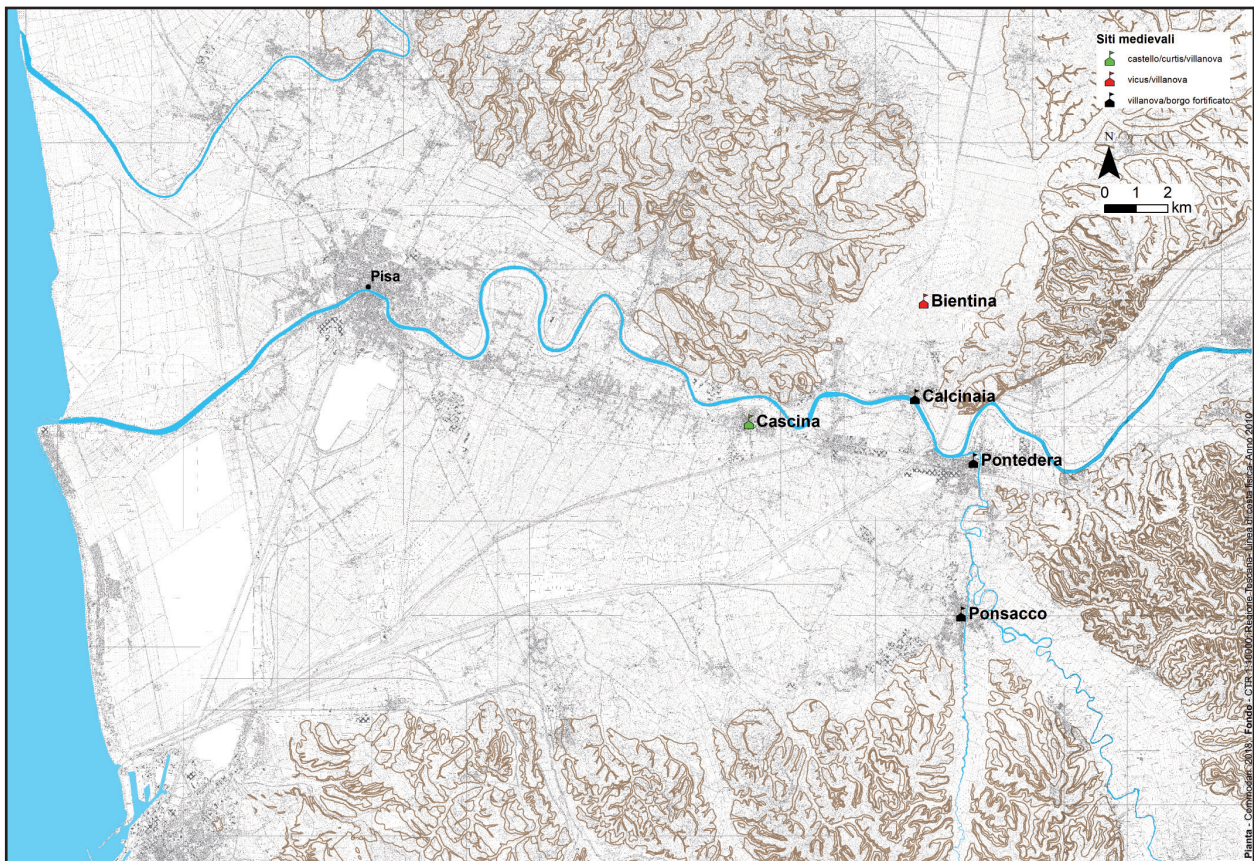 Siti medievali
castello/curtis/villanova
vicus/villanova
villanova/borgo fortificato
N
0 1 2
km
Pisa
Bientina
Calcinaia
Cascina
Pontedera
Ponsacco